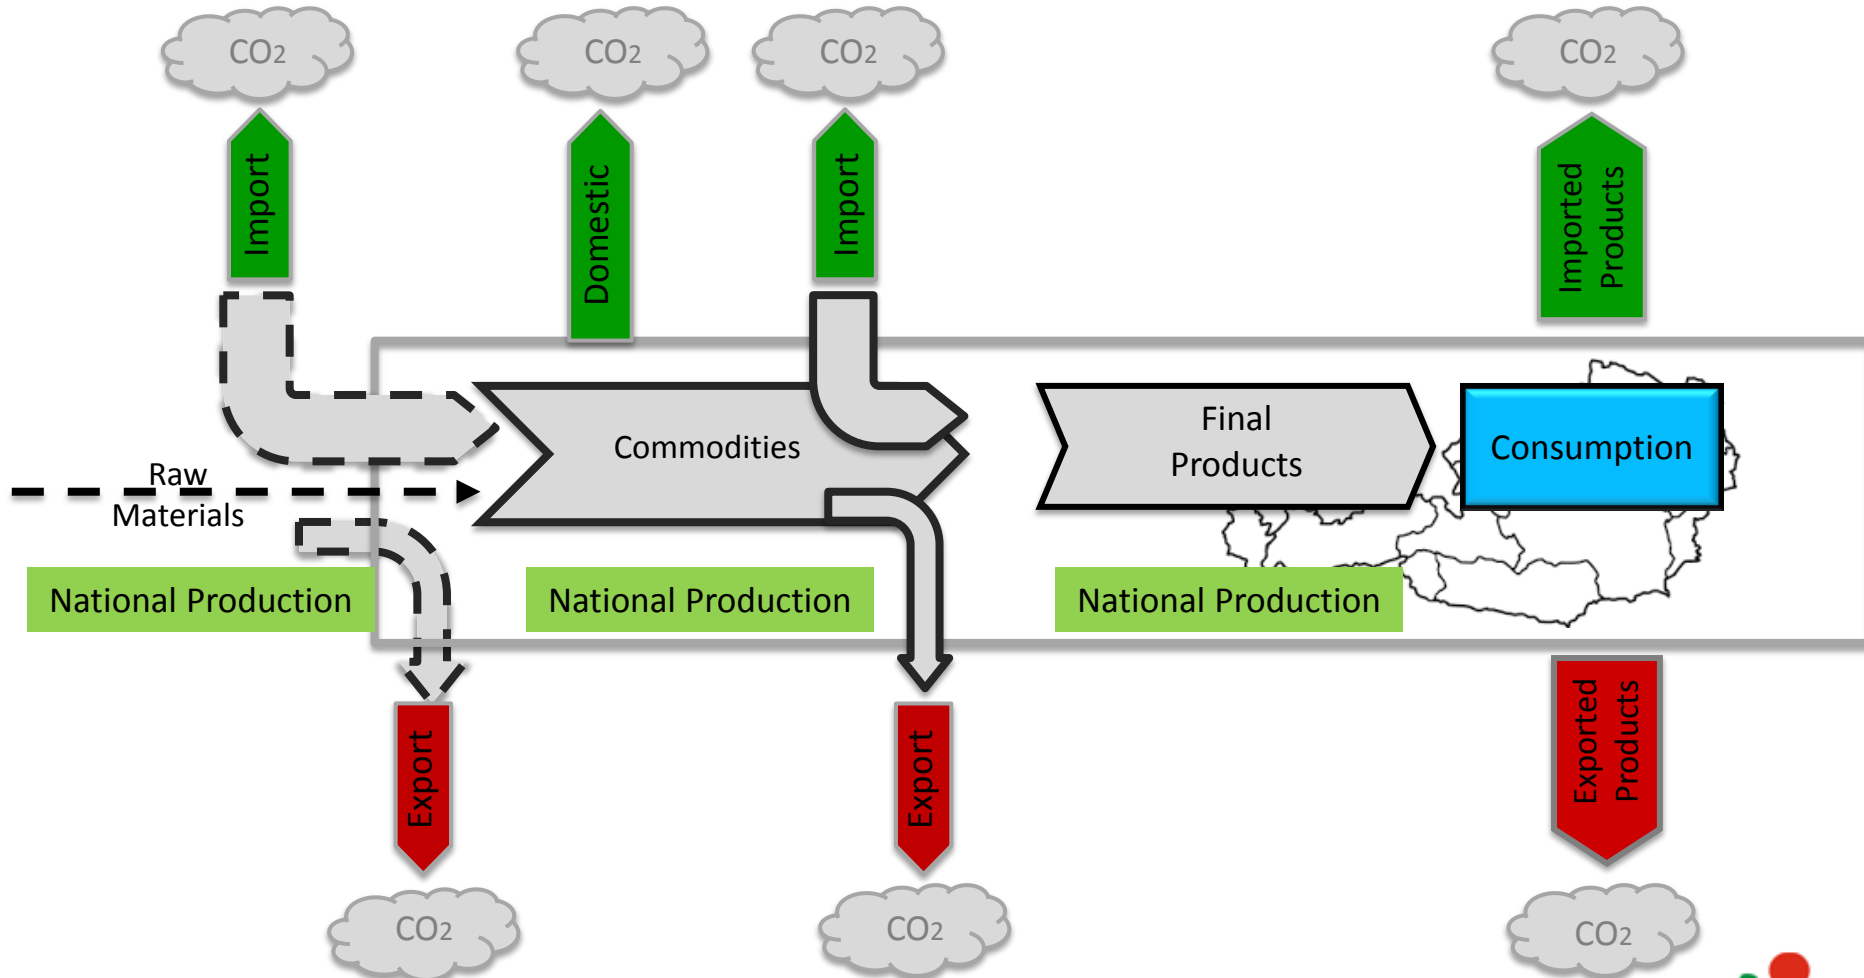 CO2
CO2
CO2
CO2
Import
Domestic
Import
Imported
Products
Commodities
Final
Products
Consumption
Raw
Materials
National Production
National Production
National Production
Export
Export
Exported
Products
CO2
CO2
CO2